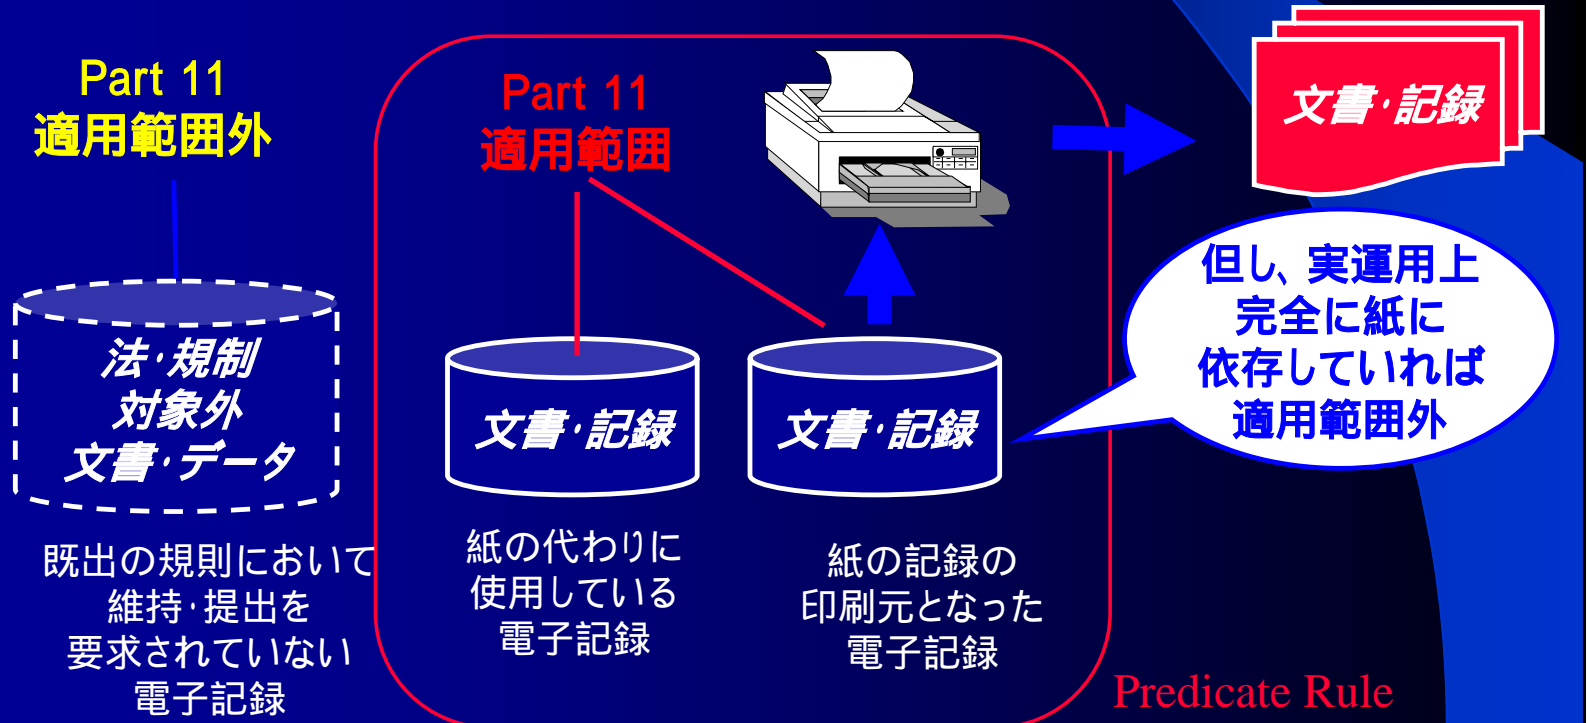 Part 11
適用範囲外
法・規制
対象外
文書・データ
既出の規則において
維持・提出を
要求されていない
電子記録
Part 11
適用範囲
文書・記録
紙の代わりに
使用している
電子記録
文書・記録
紙の記録の
印刷元となった
電子記録
文書・記録
但し、実運用上
完全に紙に
依存していれば
適用範囲外
Predicate Rule